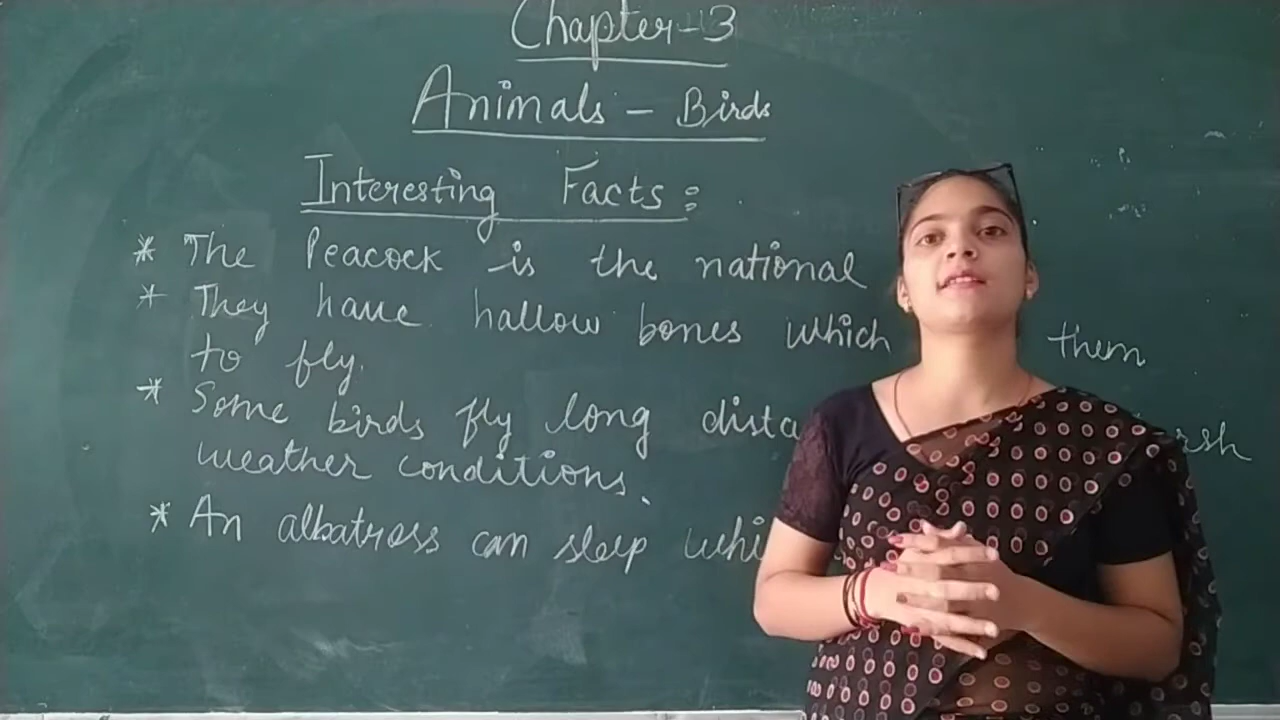 Chapter-3
Animals - Birds
Interesting Facts:
* The Peacock is the national
* They have hallow bones which them
to fly.
* Some birds fly long
weather conditions.
* An albatross can sleep